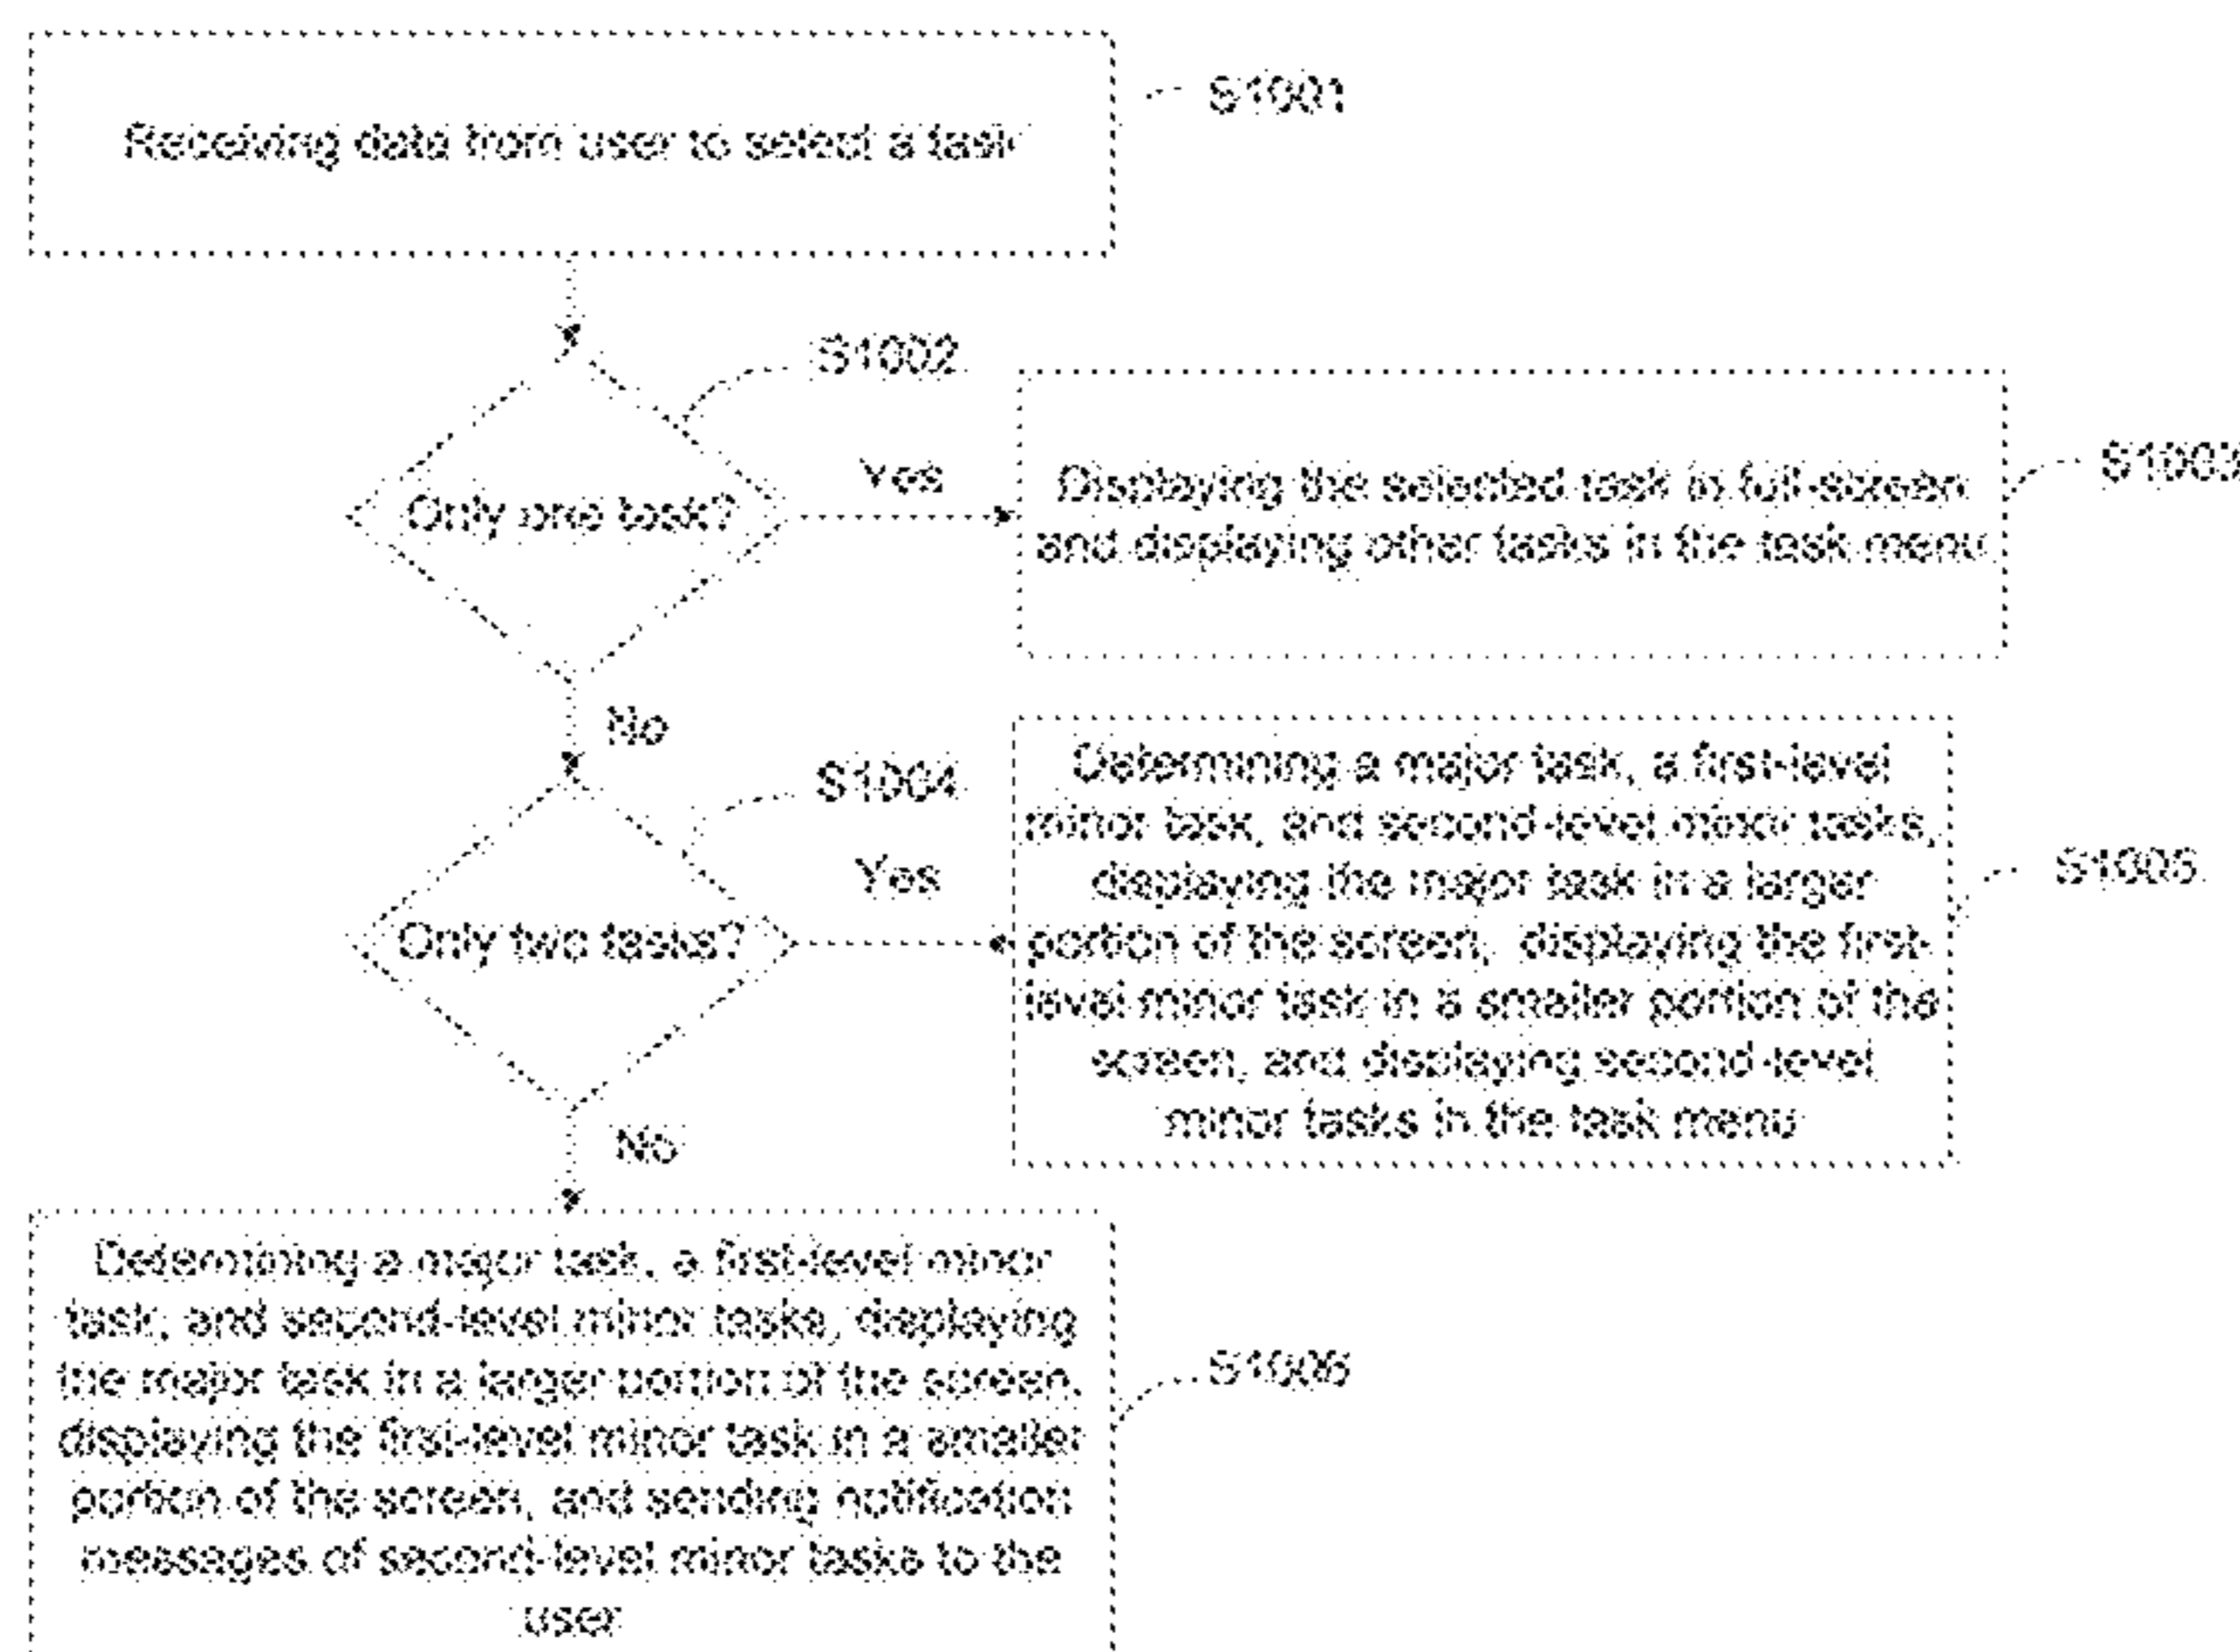 Receiving data from user to select a task
S1001
S1002
Only one task?
Yes
Displaying the selected task in full-screen
and displaying other tasks in the task menu
S1003
No
S1004
Only two tasks?
Yes
Determining a major task, a first-level
minor task, and second-level minor tasks,
displaying the major task in a larger
portion of the screen, displaying the first-
level minor task in a smaller portion of the
screen, and displaying second-level
minor tasks in the task menu
S1005
No
Determining a major task, a first-level minor
task, and second-level minor tasks, displaying
the major task in a larger portion of the screen,
displaying the first-level minor task in a smaller
portion of the screen, and sending notification
messages of second-level minor tasks to the
user
S1006